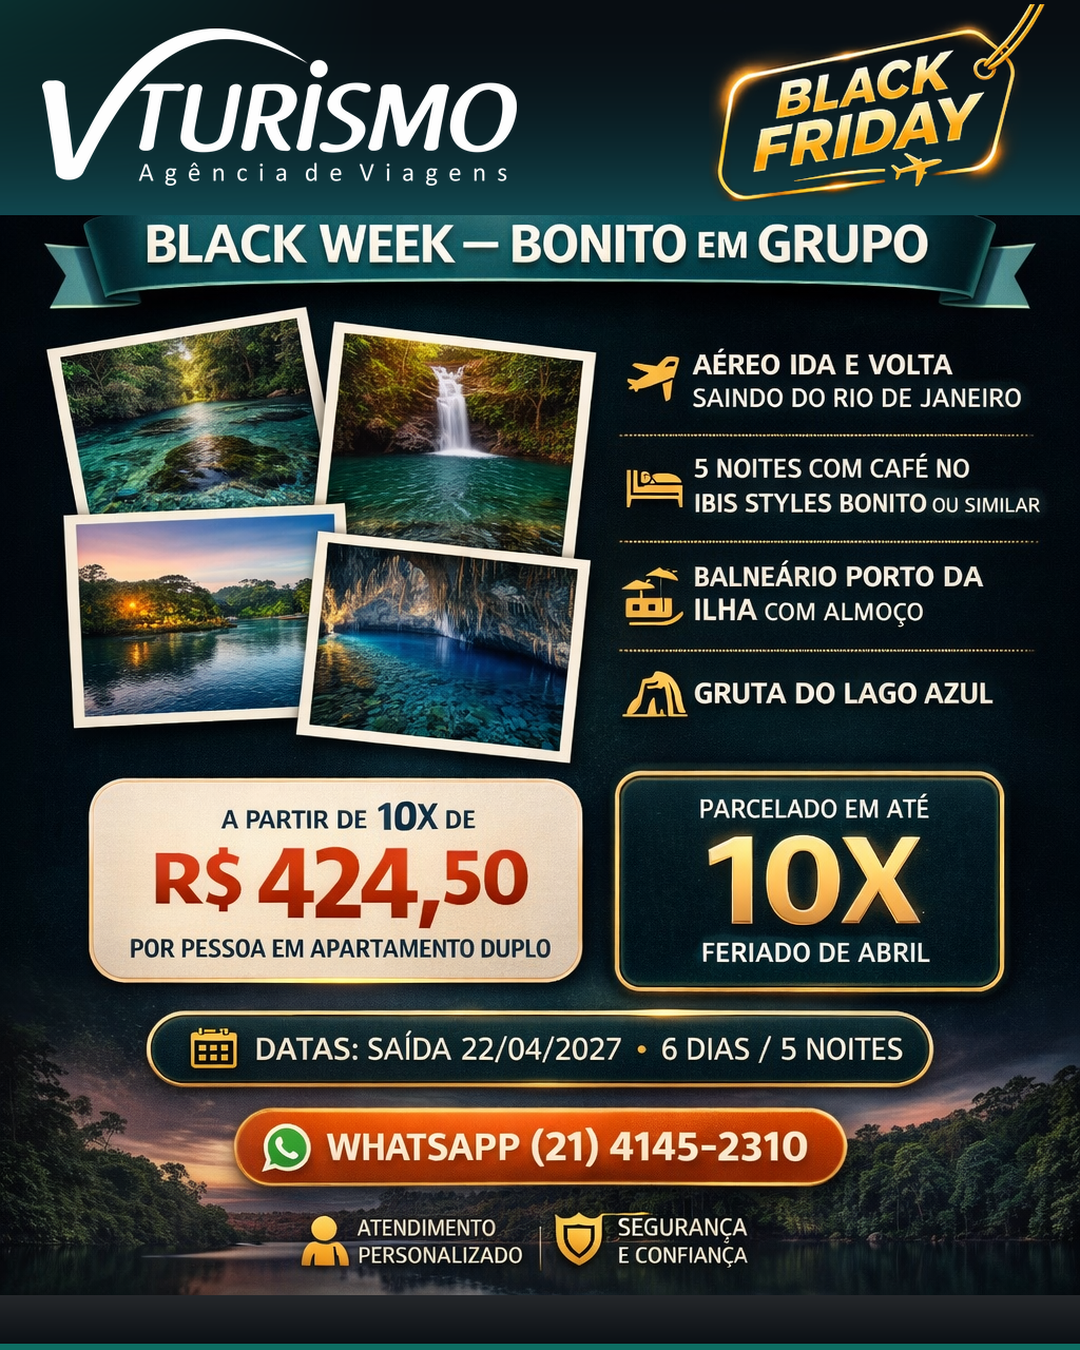 VTURISMO
Agência de Viagens
BLACK
FRIDAY
BLACK WEEK – BONITO EM GRUPO
AÉREO IDA E VOLTA
SAINDO DO RIO DE JANEIRO
5 NOITES COM CAFÉ NO
IBIS STYLES BONITO OU SIMILAR
BALNEÁRIO PORTO DA
ILHA COM ALMOÇO
GRUTA DO LAGO AZUL
A PARTIR DE 10X DE
R$ 424,50
POR PESSOA EM APARTAMENTO DUPLO
PARCELADO EM ATÉ
10X
FERIADO DE ABRIL
DATAS: SAÍDA 22/04/2027 • 6 DIAS / 5 NOITES
WHATSAPP (21) 4145-2310
ATENDIMENTO
PERSONALIZADO
SEGURANÇA
E CONFIANÇA